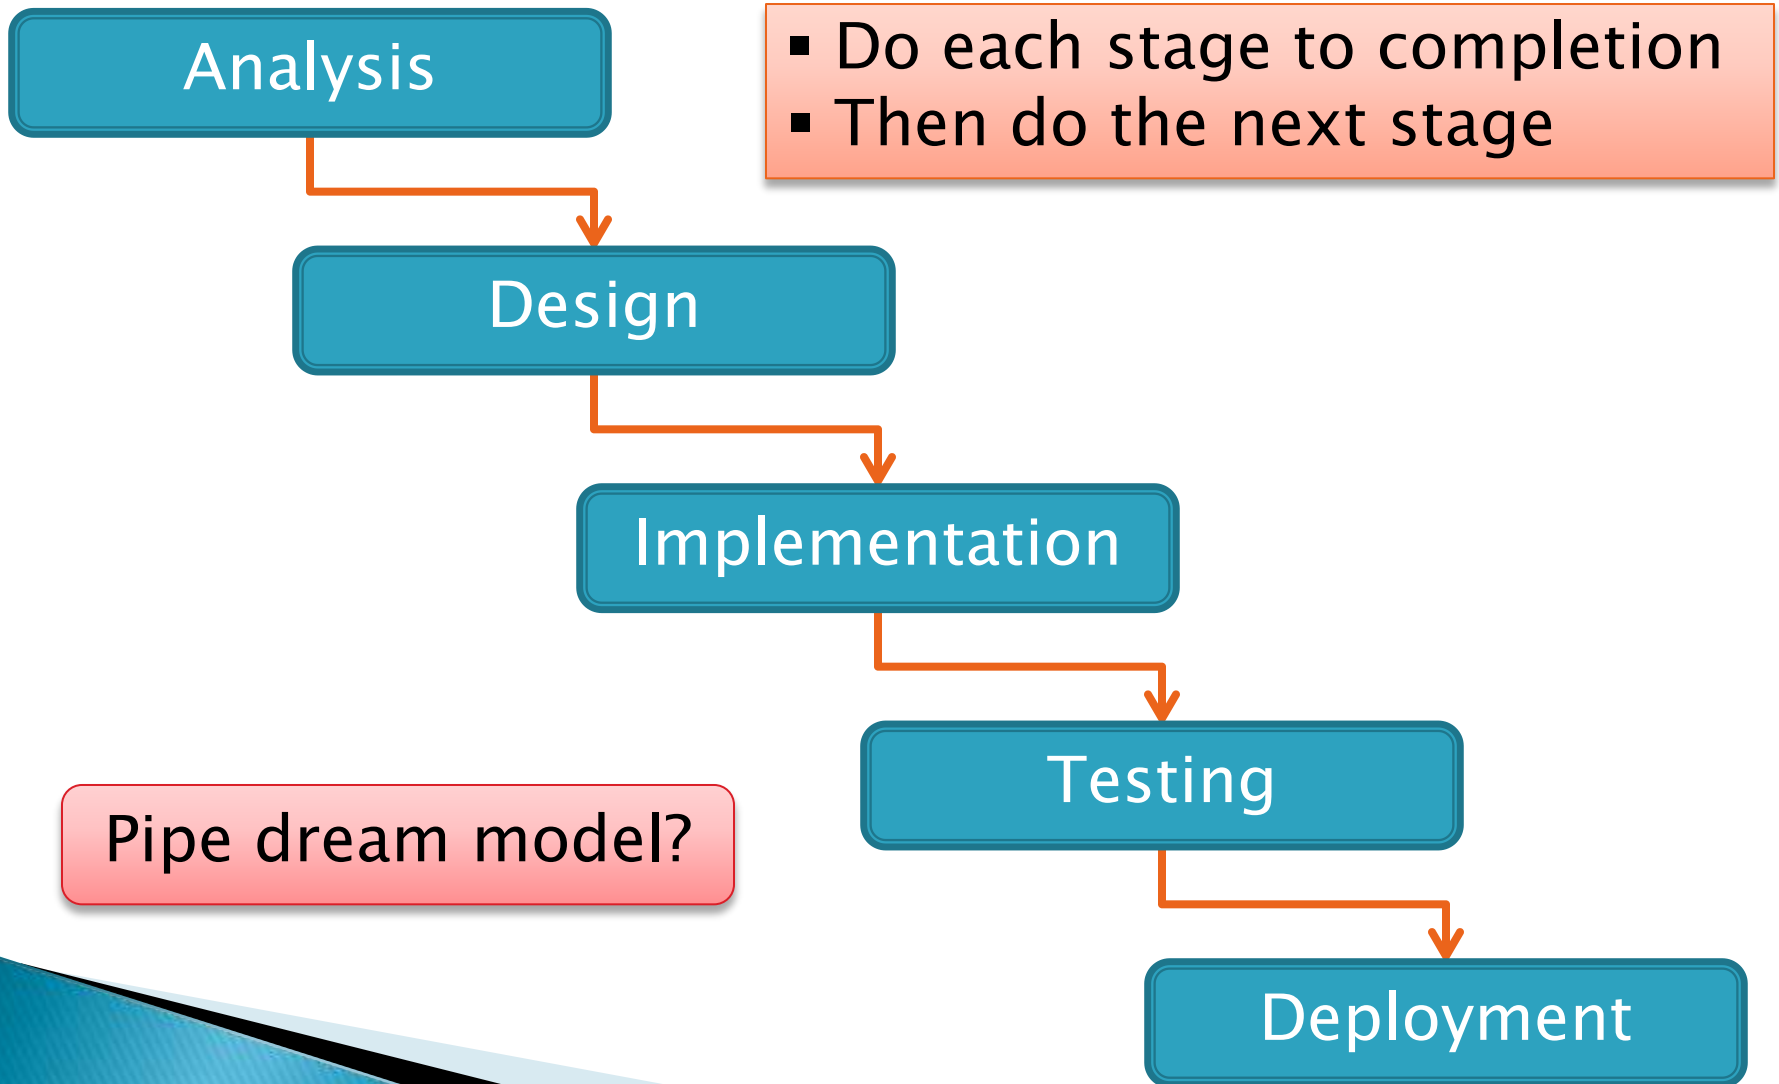 Analysis
▪ Do each stage to completion
▪ Then do the next stage
Design
Implementation
Testing
Pipe dream model?
Deployment